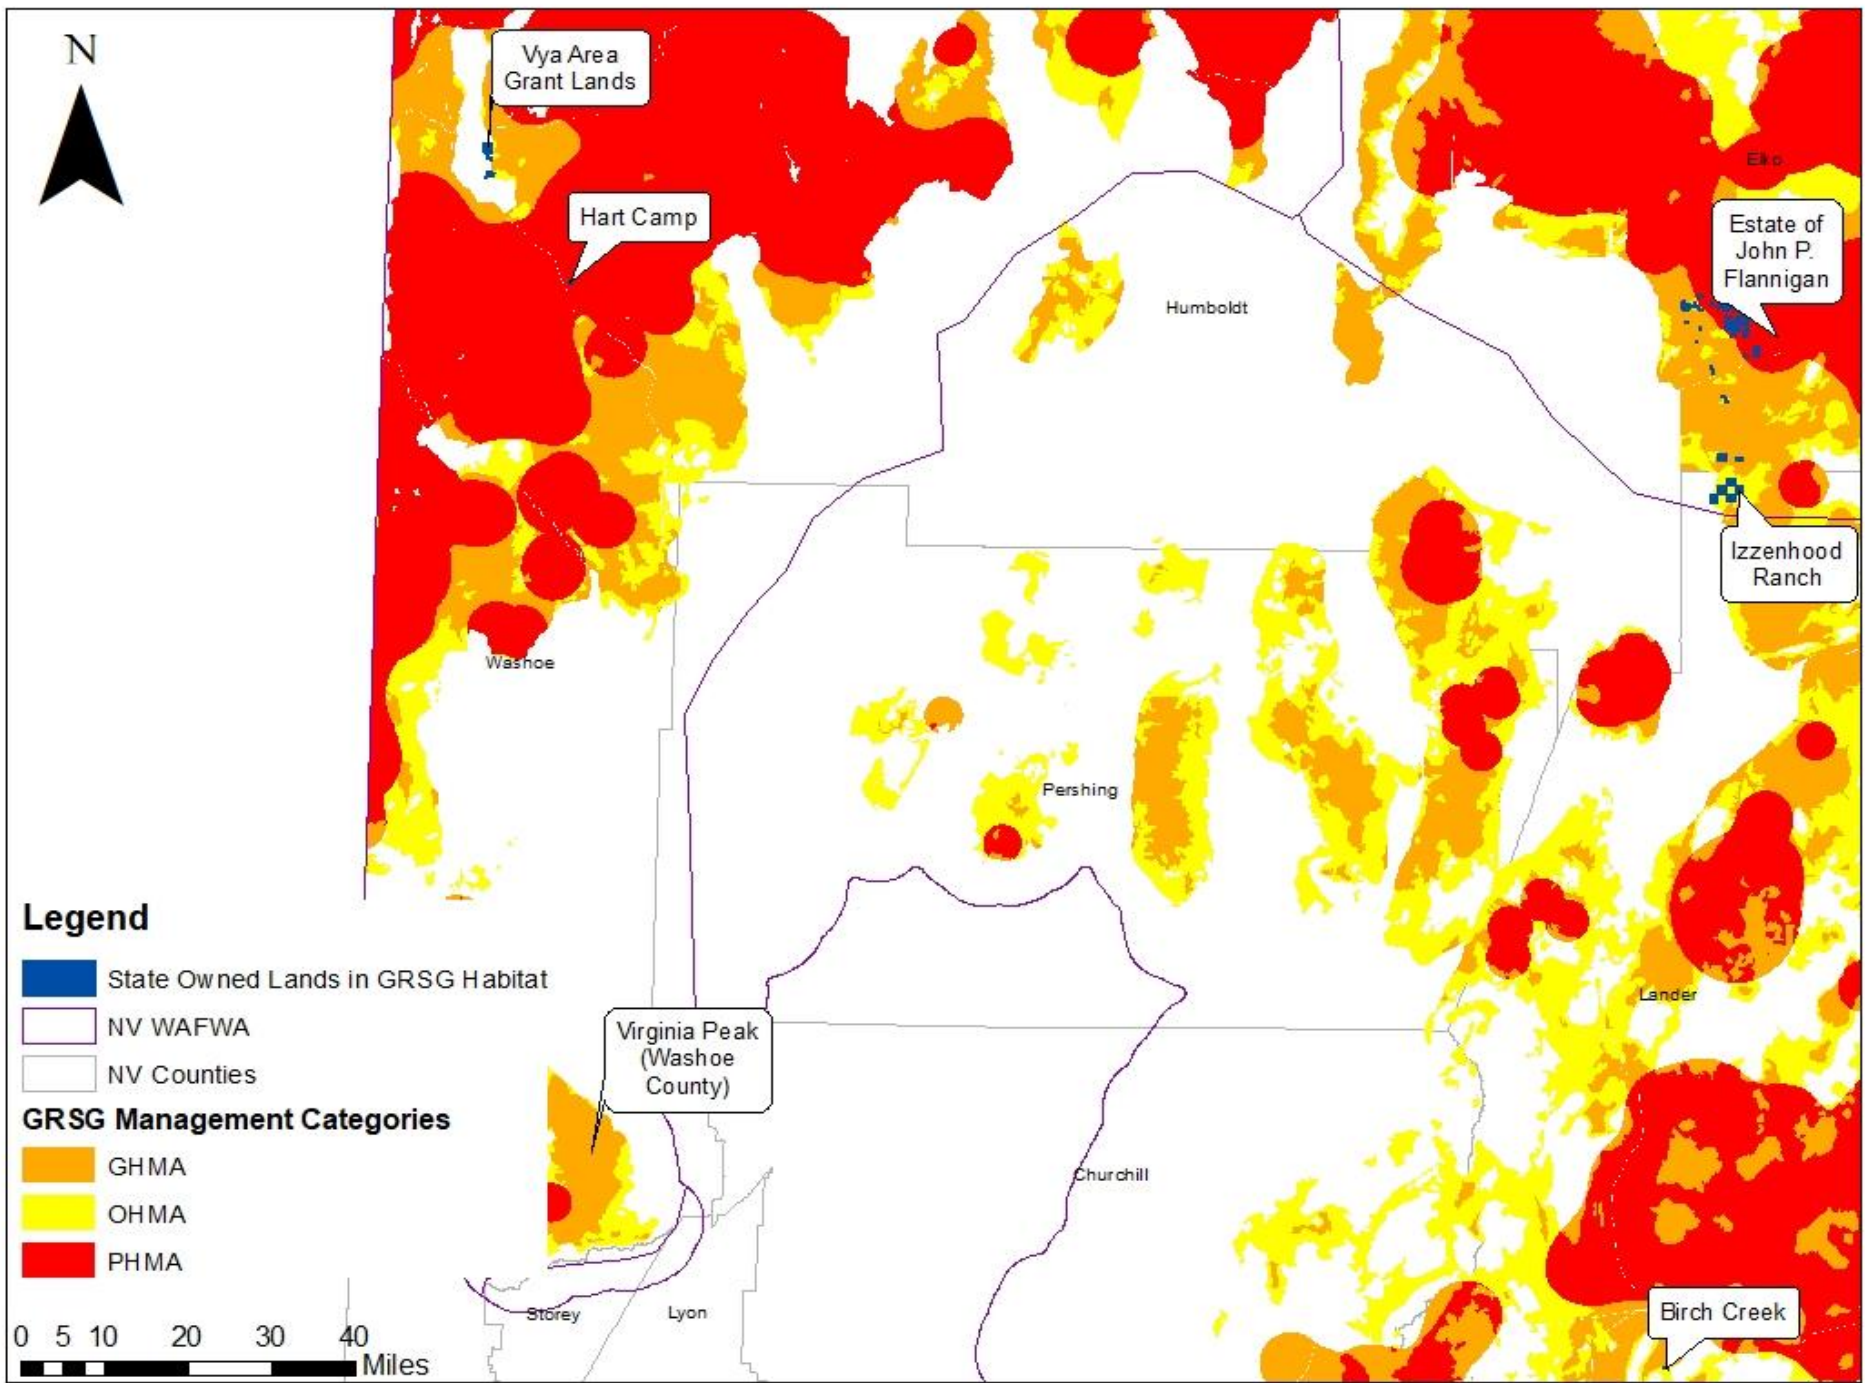 N
Vya Area
Grant Lands
Hart Camp
Elko
Estate of
John P.
Flannigan
Humboldt
Izzenhood
Ranch
Washoe
Pershing
Lander
Virginia Peak
(Washoe
County)
Churchill
Storey
Lyon
Birch Creek
Legend
State Owned Lands in GRSG Habitat
NV WAFWA
NV Counties
GRSG Management Categories
GHMA
OHMA
PHMA
0 5 10 20 30 40
Miles